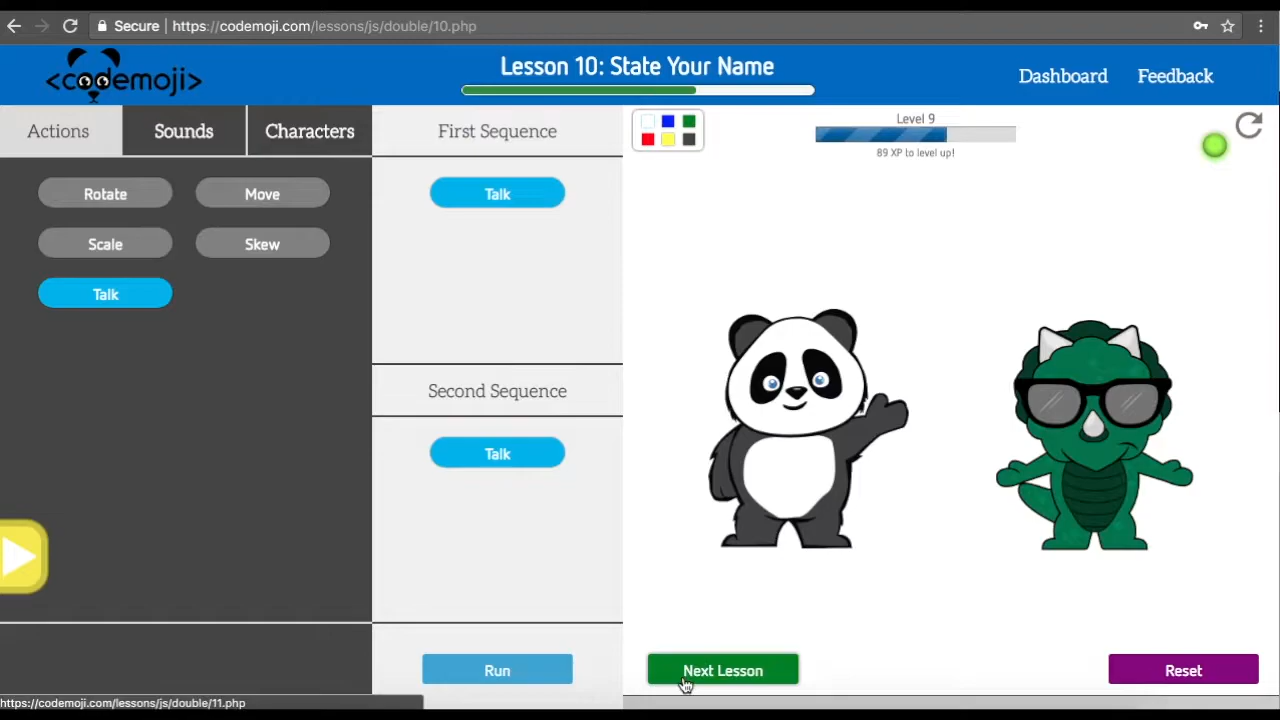 Secure | https://codemoji.com/lessons/js/double/10.php
<codemoji>
Lesson 10: State Your Name
Dashboard
Feedback
Actions
Sounds
Characters
First Sequence
Level 9
89 XP to level up!
Rotate
Move
Talk
Scale
Skew
Talk
Second Sequence
Talk
Run
Next Lesson
Reset
https://codemoji.com/lessons/js/double/11.php